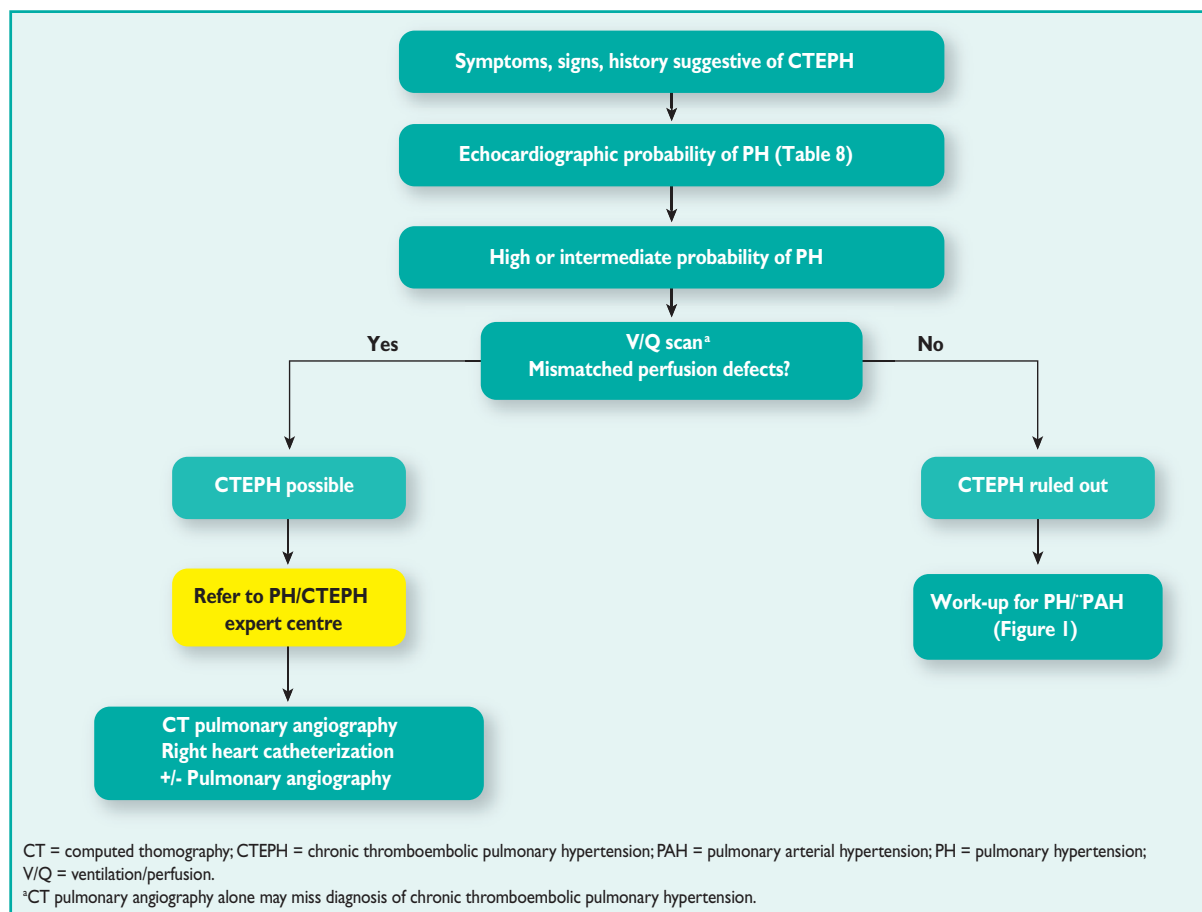 Symptoms, signs, history suggestive of CTEPH
Echocardiographic probability of PH (Table 8)
High or intermediate probability of PH
Yes
V/Q scanᵃ
Mismatched perfusion defects?
No
CTEPH possible
CTEPH ruled out
Refer to PH/CTEPH
expert centre
Work-up for PH/¨PAH
(Figure 1)
CT pulmonary angiography
Right heart catheterization
+/- Pulmonary angiography
CT = computed thomography; CTEPH = chronic thromboembolic pulmonary hypertension; PAH = pulmonary arterial hypertension; PH = pulmonary hypertension;
V/Q = ventilation/perfusion.
ᵃCT pulmonary angiography alone may miss diagnosis of chronic thromboembolic pulmonary hypertension.